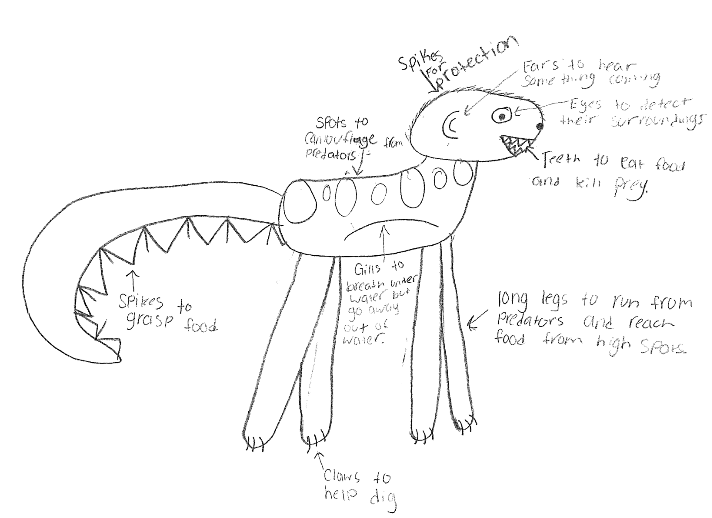 Spikes
for
protection
Ears to hear
something coming
Eyes to detect
their surroundings
Spots to
camouflage from
predators
Teeth to eat food
and kill prey.
Gills to
breath under
water but
go away
out of
water.
Spikes to
grasp food
long legs to run from
predators and reach
food from high spots.
Claws to
help dig